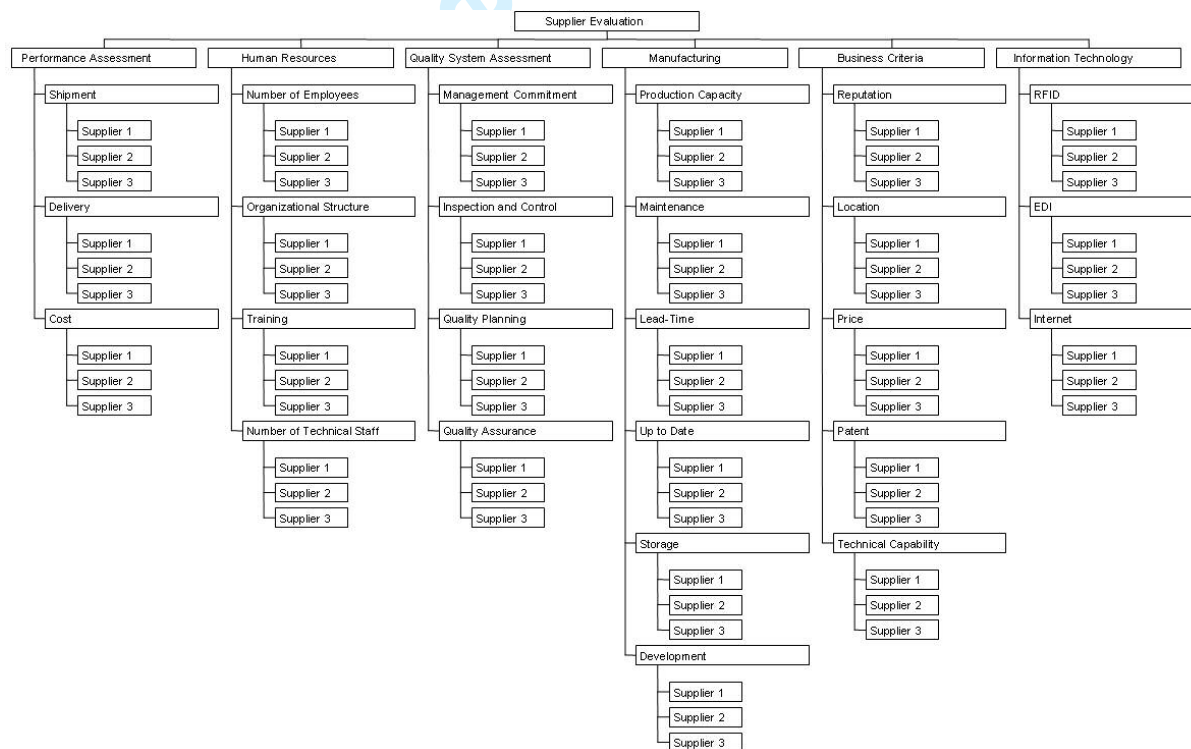 Supplier Evaluation
Performance Assessment
Human Resources
Quality System Assessment
Manufacturing
Business Criteria
Information Technology
Shipment
Supplier 1
Supplier 2
Supplier 3
Delivery
Supplier 1
Supplier 2
Supplier 3
Cost
Supplier 1
Supplier 2
Supplier 3
Number of Employees
Supplier 1
Supplier 2
Supplier 3
Organizational Structure
Supplier 1
Supplier 2
Supplier 3
Training
Supplier 1
Supplier 2
Supplier 3
Number of Technical Staff
Supplier 1
Supplier 2
Supplier 3
Management Commitment
Supplier 1
Supplier 2
Supplier 3
Inspection and Control
Supplier 1
Supplier 2
Supplier 3
Quality Planning
Supplier 1
Supplier 2
Supplier 3
Quality Assurance
Supplier 1
Supplier 2
Supplier 3
Production Capacity
Supplier 1
Supplier 2
Supplier 3
Maintenance
Supplier 1
Supplier 2
Supplier 3
Lead-Time
Supplier 1
Supplier 2
Supplier 3
Up to Date
Supplier 1
Supplier 2
Supplier 3
Storage
Supplier 1
Supplier 2
Supplier 3
Development
Supplier 1
Supplier 2
Supplier 3
Reputation
Supplier 1
Supplier 2
Supplier 3
Location
Supplier 1
Supplier 2
Supplier 3
Price
Supplier 1
Supplier 2
Supplier 3
Patent
Supplier 1
Supplier 2
Supplier 3
Technical Capability
Supplier 1
Supplier 2
Supplier 3
RFID
Supplier 1
Supplier 2
Supplier 3
EDI
Supplier 1
Supplier 2
Supplier 3
Internet
Supplier 1
Supplier 2
Supplier 3